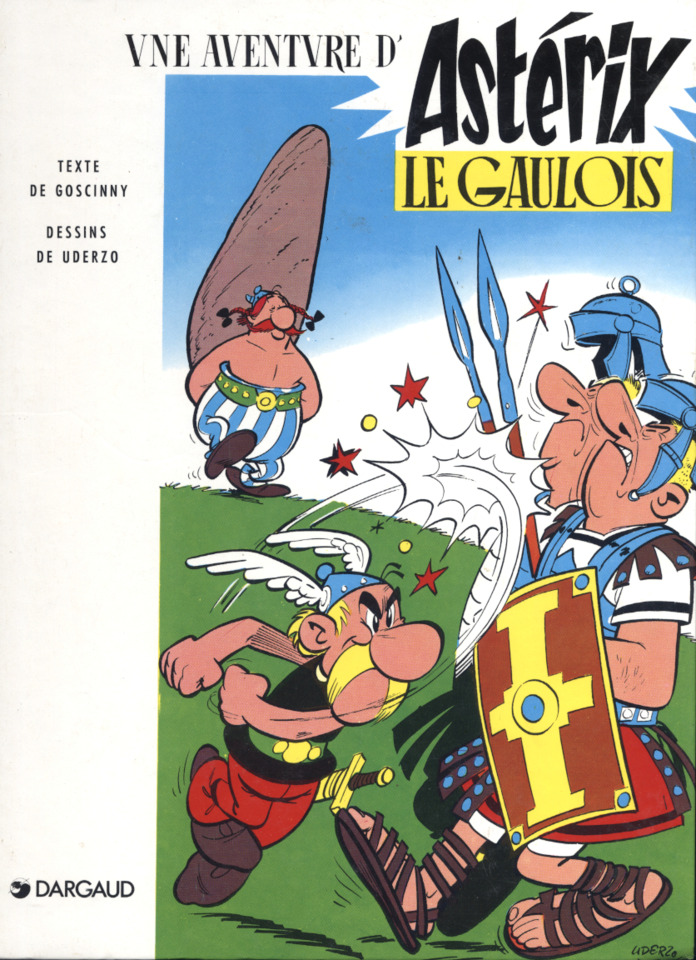 VNE AVENTVRE D'
Astérix
LE GAULOIS
TEXTE
DE GOSCINNY
DESSINS
DE UDERZO
DARGAUD
UDERZO